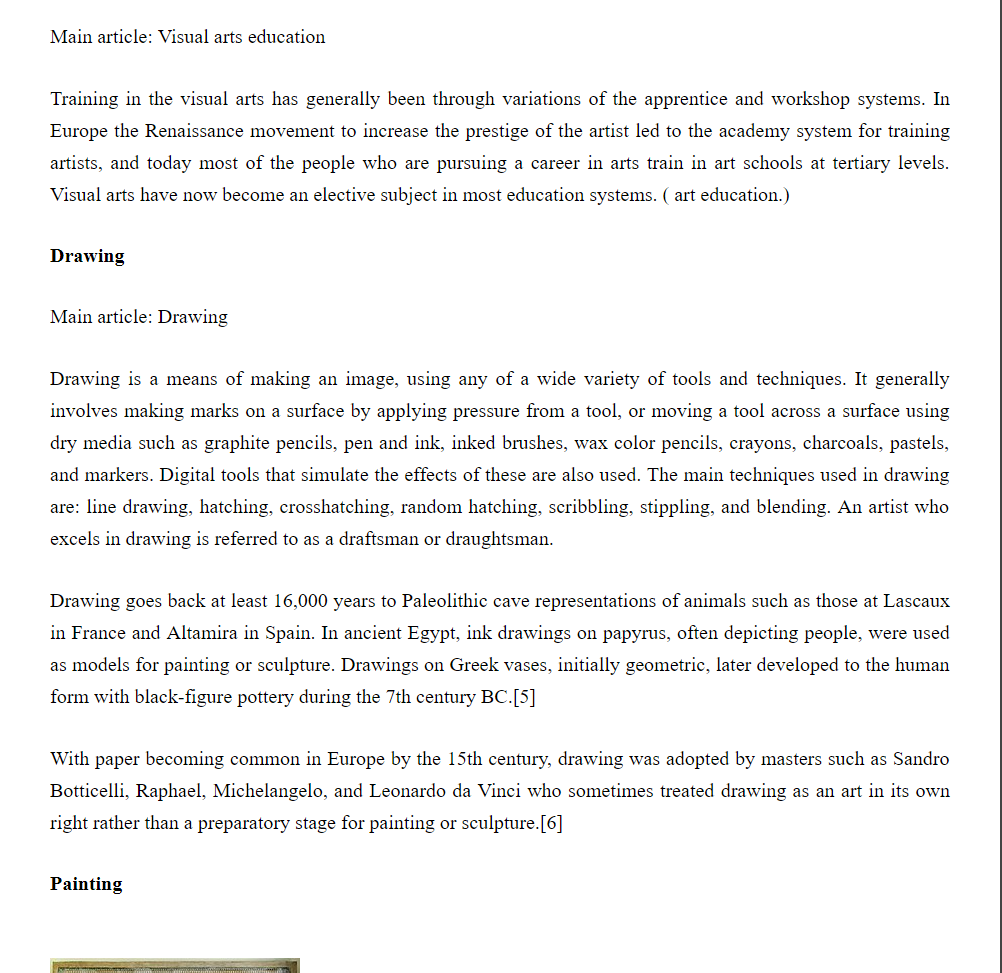 Main article: Visual arts education
Training in the visual arts has generally been through variations of the apprentice and workshop systems. In
Europe the Renaissance movement to increase the prestige of the artist led to the academy system for training
artists, and today most of the people who are pursuing a career in arts train in art schools at tertiary levels.
Visual arts have now become an elective subject in most education systems. ( art education.)
Drawing
Main article: Drawing
Drawing is a means of making an image, using any of a wide variety of tools and techniques. It generally
involves making marks on a surface by applying pressure from a tool, or moving a tool across a surface using
dry media such as graphite pencils, pen and ink, inked brushes, wax color pencils, crayons, charcoals, pastels,
and markers. Digital tools that simulate the effects of these are also used. The main techniques used in drawing
are: line drawing, hatching, crosshatching, random hatching, scribbling, stippling, and blending. An artist who
excels in drawing is referred to as a draftsman or draughtsman.
Drawing goes back at least 16,000 years to Paleolithic cave representations of animals such as those at Lascaux
in France and Altamira in Spain. In ancient Egypt, ink drawings on papyrus, often depicting people, were used
as models for painting or sculpture. Drawings on Greek vases, initially geometric, later developed to the human
form with black-figure pottery during the 7th century BC.[5]
With paper becoming common in Europe by the 15th century, drawing was adopted by masters such as Sandro
Botticelli, Raphael, Michelangelo, and Leonardo da Vinci who sometimes treated drawing as an art in its own
right rather than a preparatory stage for painting or sculpture.[6]
Painting